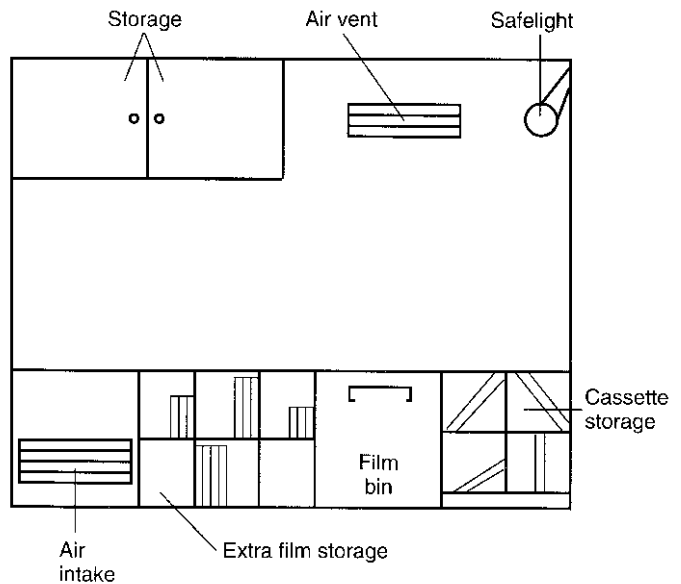 Storage
Air vent
Safelight
Cassette
storage
Film
bin
Air
intake
Extra film storage